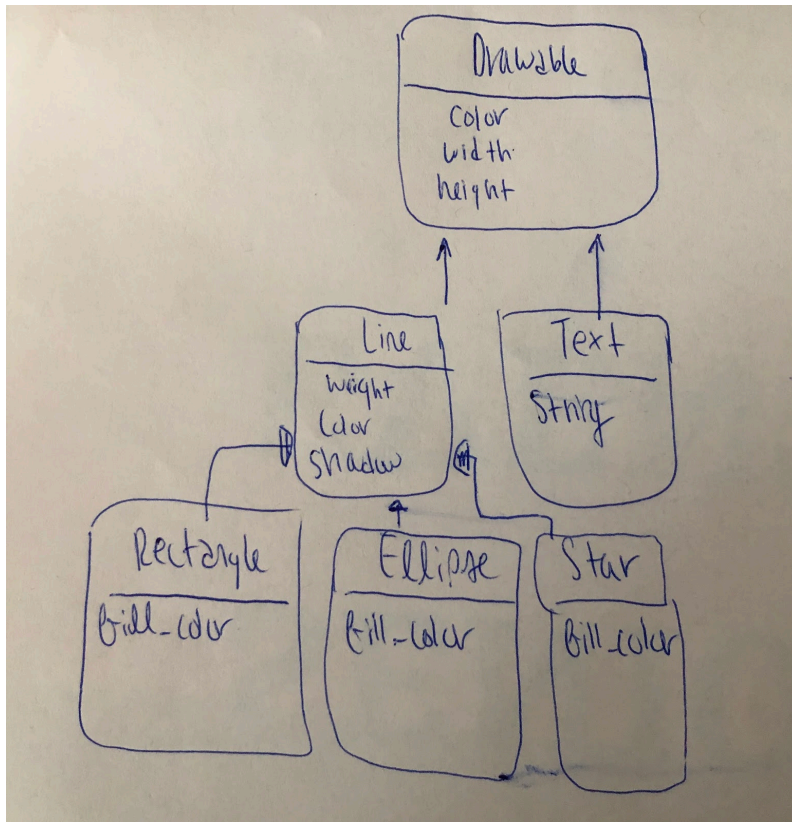 Drawable
Color
width
height
Line
weight
Color
Shadow
Text
String
Rectangle
fill_color
Ellipse
fill_color
Star
fill_color